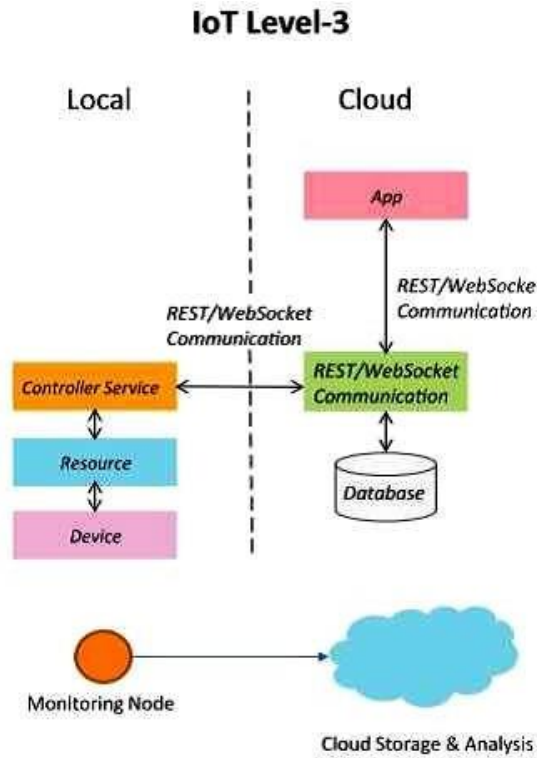 IoT Level-3
Local
Cloud
App
REST/WebSocke
Communication
REST/WebSocket
Communication
Controller Service
REST/WebSocket
Communication
Resource
Database
Device
Monitoring Node
Cloud Storage & Analysis